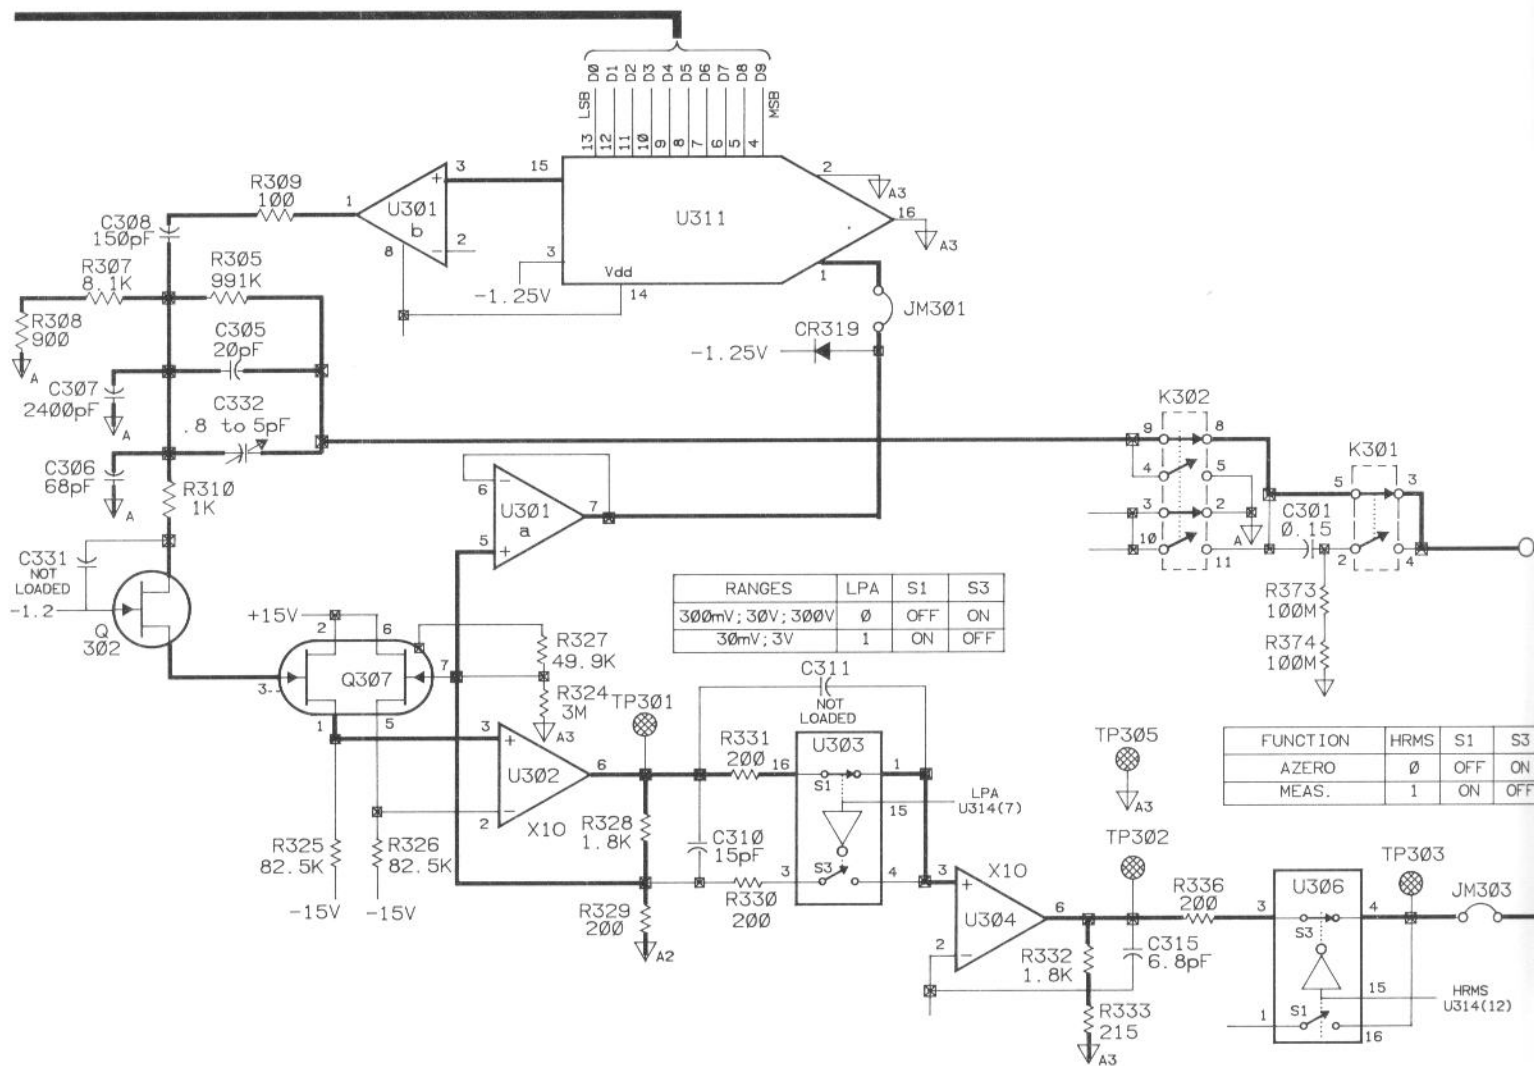 LSB D0 D1 D2 D3 D4 D5 D6 D7 D8 D9 MSB
13 12 11 10 9 8 7 6 5 4
U311
15
3
-1.25V
Vdd
14
2
A3
16
A3
1
JM301
CR319
-1.25V
U301
b
3
2
1
8
R309
100
C308
150pF
R307
8.1K
R305
991K
R308
900
A
C305
20pF
C307
2400pF
A
C332
.8 to 5pF
C306
68pF
A
R310
1K
C331
NOT
LOADED
-1.2
Q
302
6
U301
a
7
5
K302
9
8
4
5
3
2
A
10
11
K301
5
3
C301
0.15
2
4
R373
100M
R374
100M
RANGES LPA S1 S3
300mV;30V;300V 0 OFF ON
30mV;3V 1 ON OFF
+15V
2
6
3
Q307
7
1
5
R327
49.9K
R324
3M
A3
TP301
3
U302
6
2
X10
R325
82.5K
-15V
R326
82.5K
-15V
R328
1.8K
R329
200
A2
C311
NOT
LOADED
R331
200
16
U303
1
S1
LPA
U314(7)
15
C310
15pF
3
S3
4
R330
200
TP305
A3
FUNCTION HRMS S1 S3
AZERO 0 OFF ON
MEAS. 1 ON OFF
3
X10
U304
6
2
TP302
R332
1.8K
C315
6.8pF
R333
215
A3
R336
200
3
U306
4
S3
15
HRMS
U314(12)
1
S1
16
TP303
JM303